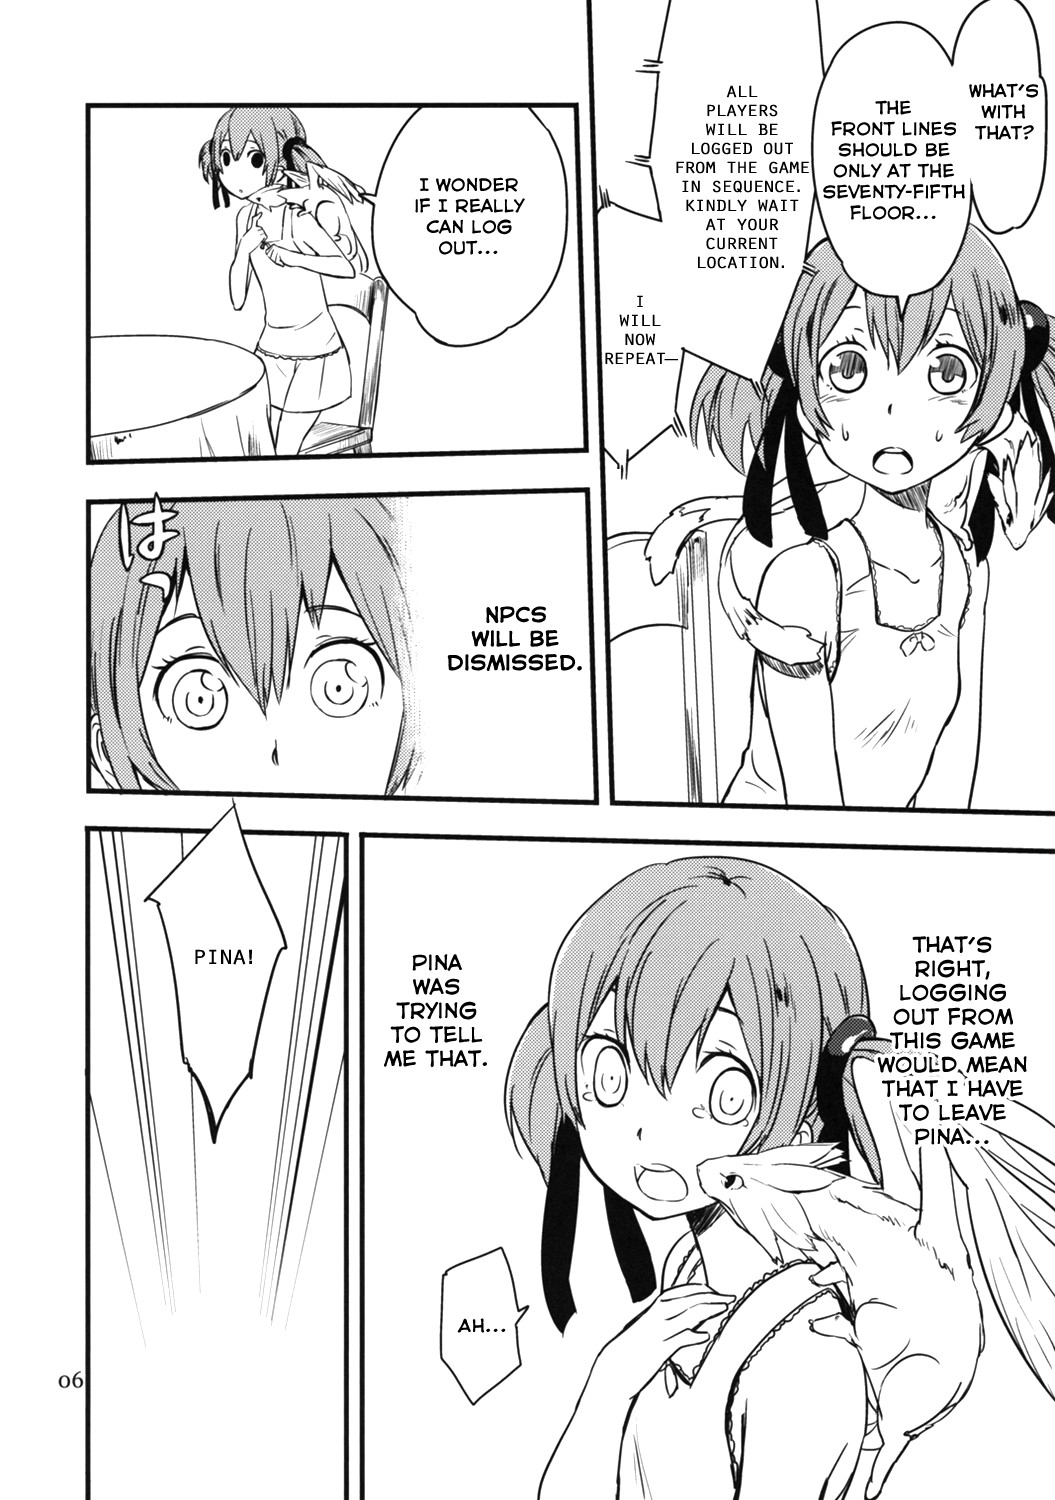 WHAT'S
WITH
THAT?
THE
FRONT LINES
SHOULD BE
ONLY AT THE
SEVENTY-FIFTH
FLOOR...
ALL
PLAYERS
WILL BE
LOGGED OUT
FROM THE GAME
IN SEQUENCE.
KINDLY WAIT
AT YOUR
CURRENT
LOCATION.
I
WILL
NOW
REPEAT—
I WONDER
IF I REALLY
CAN LOG
OUT...
はっ
NPCS
WILL BE
DISMISSED.
THAT'S
RIGHT,
LOGGING
OUT FROM
THIS GAME
WOULD MEAN
THAT I HAVE
TO LEAVE
PINA...
PINA
WAS
TRYING
TO TELL
ME THAT.
AH...
PINA!
06